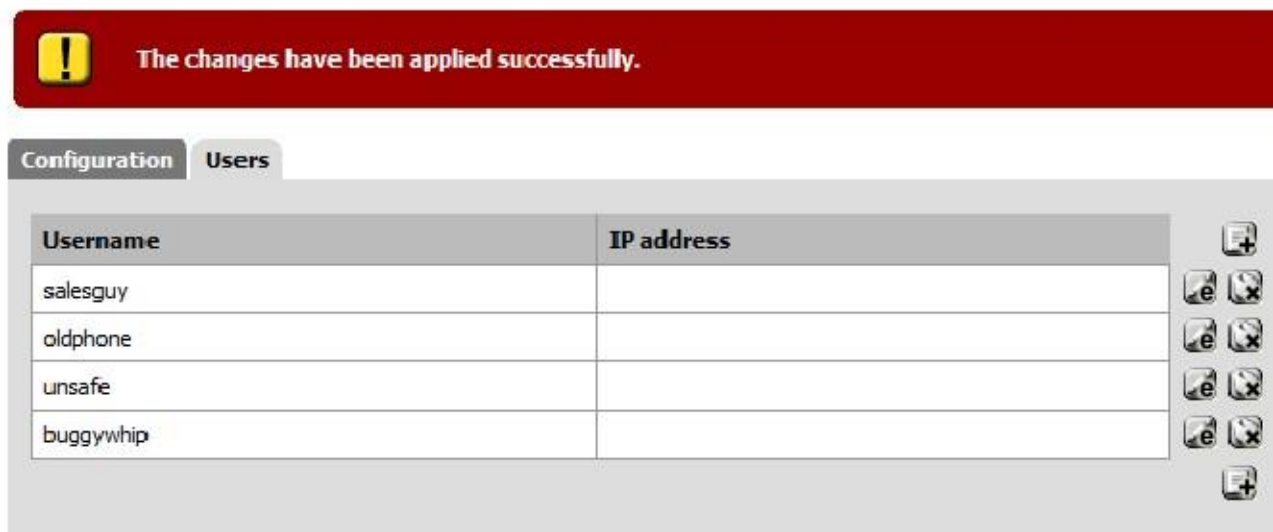 The changes have been applied successfully.
Configuration Users
Username IP address
salesguy
oldphone
unsafe
buggywhip